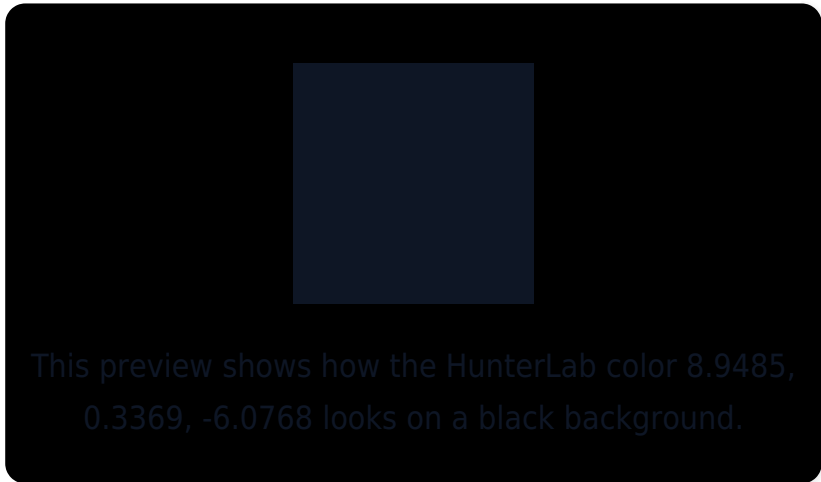 This preview shows how the HunterLab color 8.9485,
0.3369, -6.0768 looks on a black background.